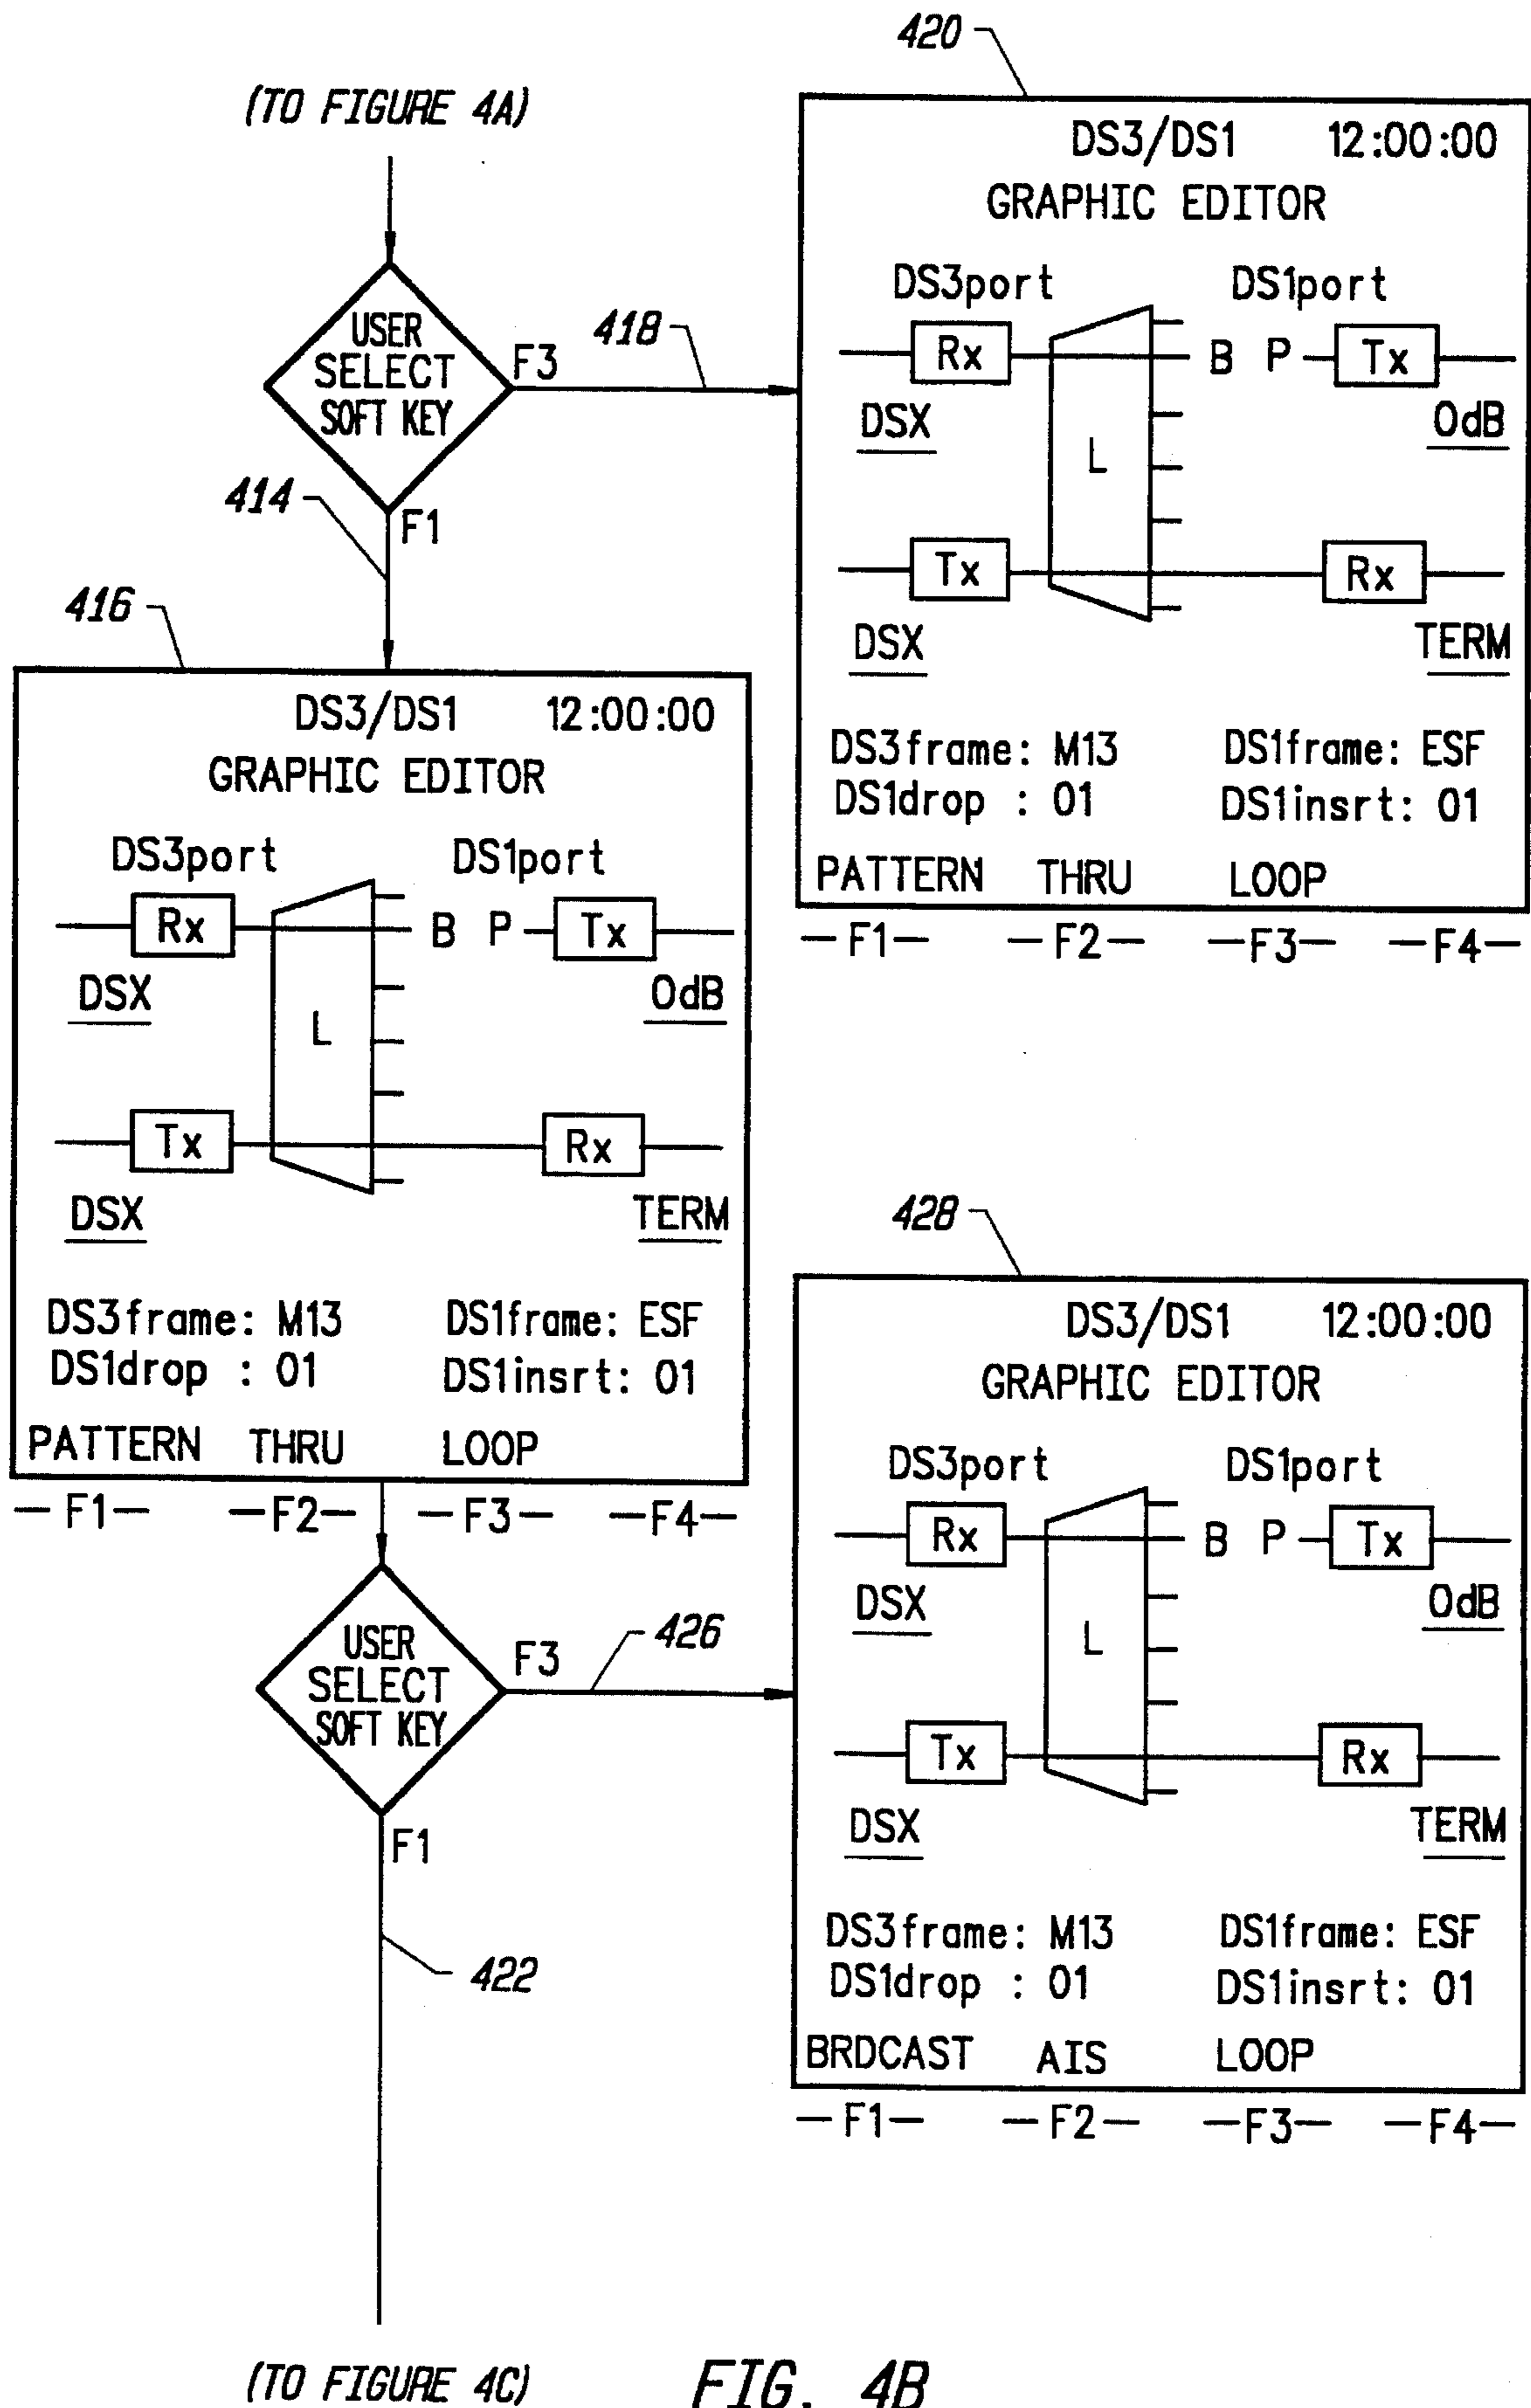 420
(TO FIGURE 4A)
DS3/DS1 12:00:00
GRAPHIC EDITOR
DS3port DS1port
Rx B P Tx
DSX 0dB
L
Tx Rx
DSX TERM
DS3frame: M13 DS1frame: ESF
DS1drop : 01 DS1insrt: 01
PATTERN THRU LOOP
—F1— —F2— —F3— —F4—
USER
SELECT
SOFT KEY
F3
418
414
F1
416
DS3/DS1 12:00:00
GRAPHIC EDITOR
DS3port DS1port
Rx B P Tx
DSX 0dB
L
Tx Rx
DSX TERM
DS3frame: M13 DS1frame: ESF
DS1drop : 01 DS1insrt: 01
PATTERN THRU LOOP
—F1— —F2— —F3— —F4—
428
DS3/DS1 12:00:00
GRAPHIC EDITOR
DS3port DS1port
Rx B P Tx
DSX 0dB
L
Tx Rx
DSX TERM
DS3frame: M13 DS1frame: ESF
DS1drop : 01 DS1insrt: 01
BRDCAST AIS LOOP
—F1— —F2— —F3— —F4—
USER
SELECT
SOFT KEY
F3
426
F1
422
(TO FIGURE 4C)
FIG. 4B